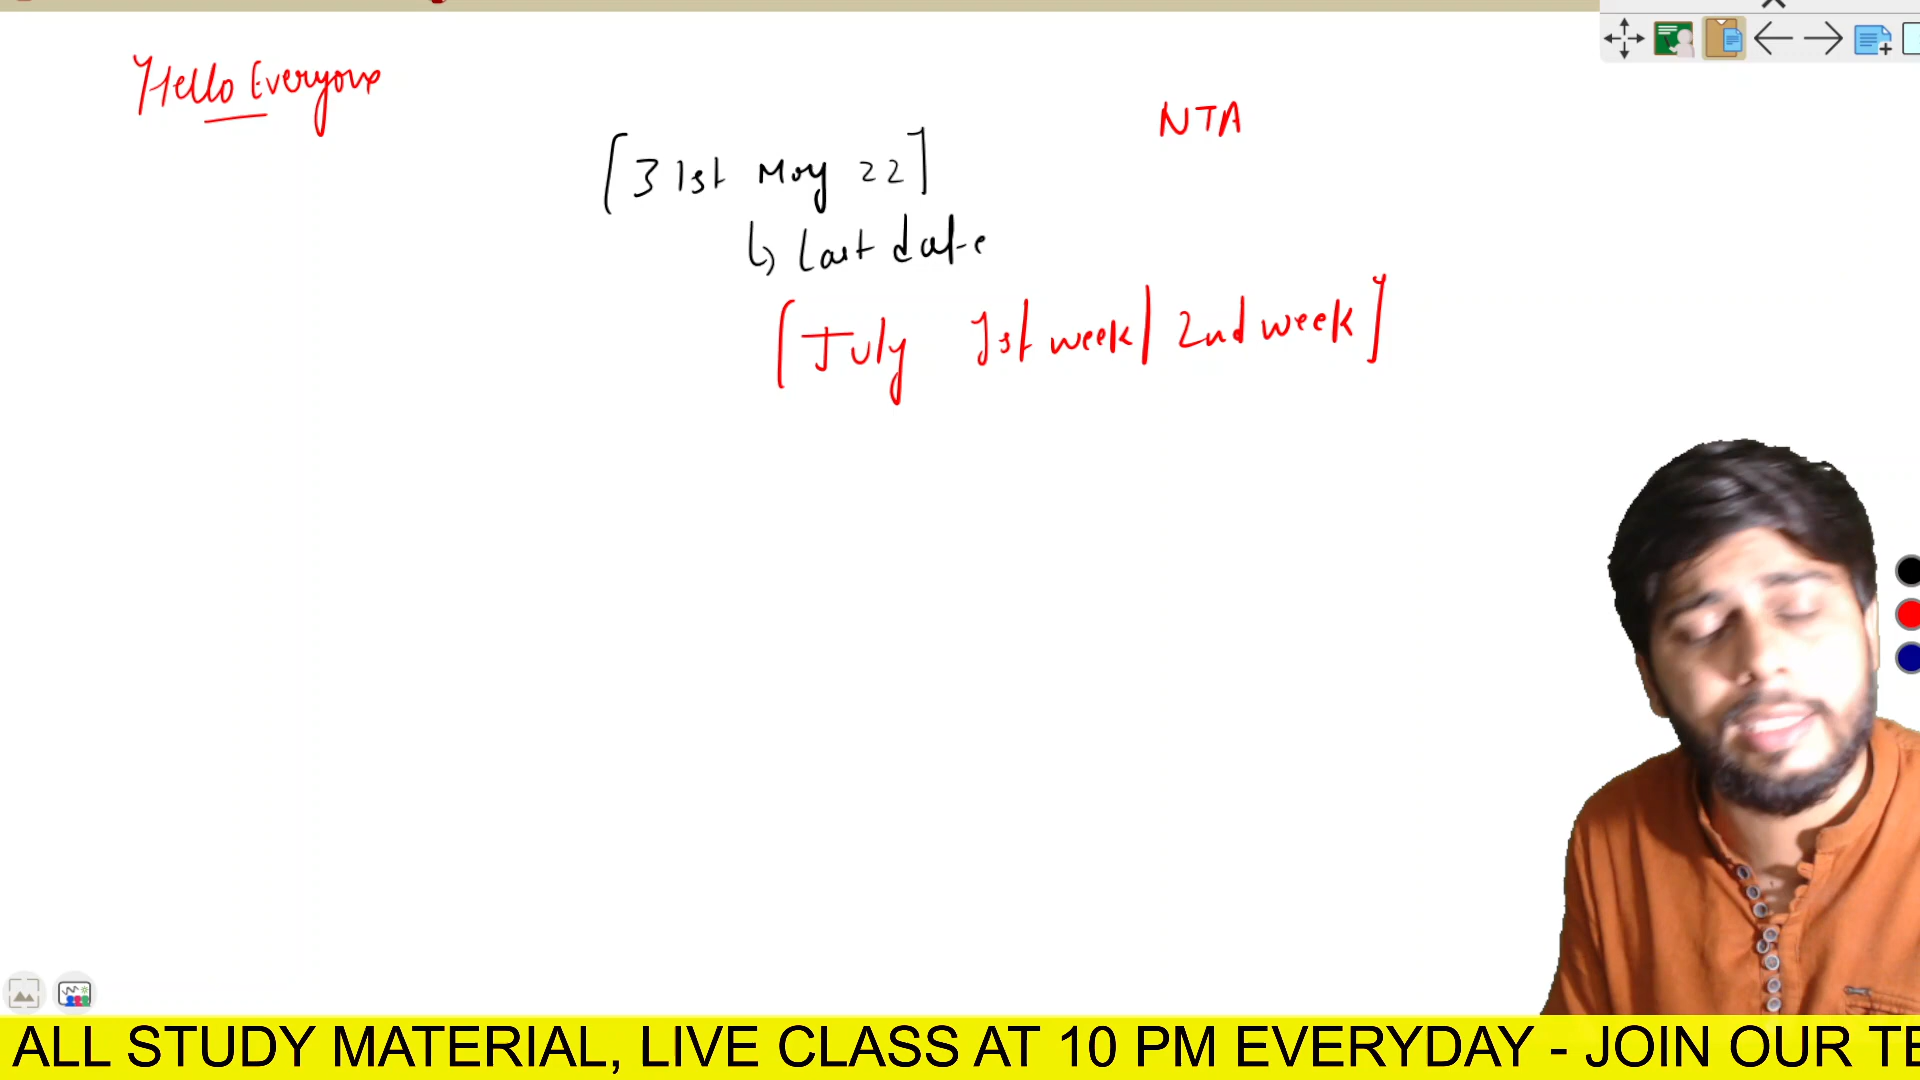 Hello Everyone
NTA
[31st May 22]
↳ Last date
[July 1st week/ 2nd week]
ALL STUDY MATERIAL, LIVE CLASS AT 10 PM EVERYDAY - JOIN OUR TE